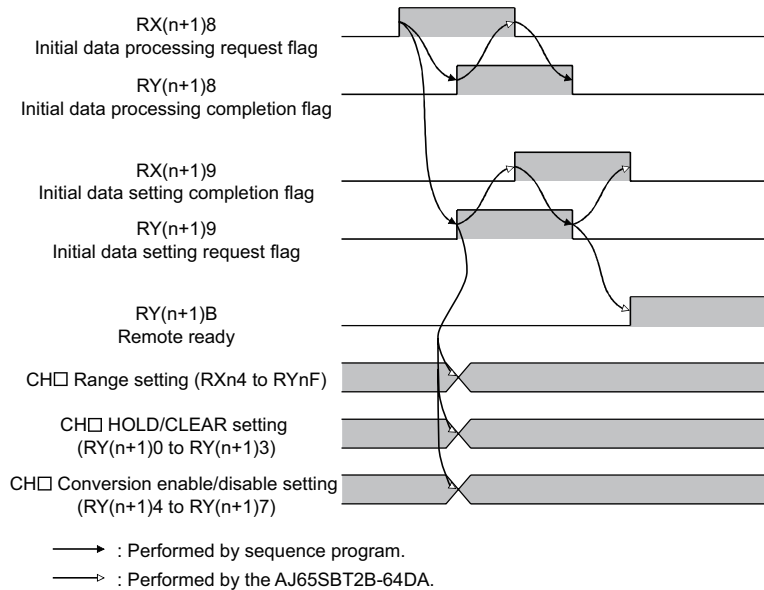 RX(n+1)8
Initial data processing request flag
RY(n+1)8
Initial data processing completion flag
RX(n+1)9
Initial data setting completion flag
RY(n+1)9
Initial data setting request flag
RY(n+1)B
Remote ready
CH□ Range setting (RXn4 to RYnF)
CH□ HOLD/CLEAR setting
(RY(n+1)0 to RY(n+1)3)
CH□ Conversion enable/disable setting
(RY(n+1)4 to RY(n+1)7)
: Performed by sequence program.
: Performed by the AJ65SBT2B-64DA.